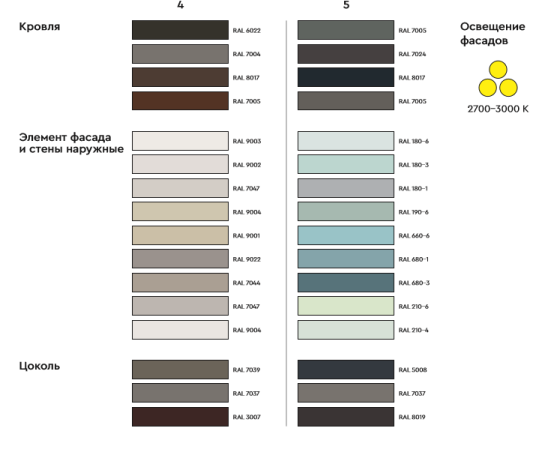 4
5
Кровля
RAL 6022
RAL 7005
RAL 7004
RAL 7024
RAL 8017
RAL 8017
RAL 7005
RAL 7005
Освещение
фасадов
2700–3000 K
Элемент фасада
и стены наружные
RAL 9003
RAL 180-6
RAL 9002
RAL 180-3
RAL 7047
RAL 180-1
RAL 9004
RAL 190-6
RAL 9001
RAL 660-6
RAL 9022
RAL 680-1
RAL 7044
RAL 680-3
RAL 7047
RAL 210-6
RAL 9004
RAL 210-4
Цоколь
RAL 7039
RAL 5008
RAL 7037
RAL 7037
RAL 3007
RAL 8019